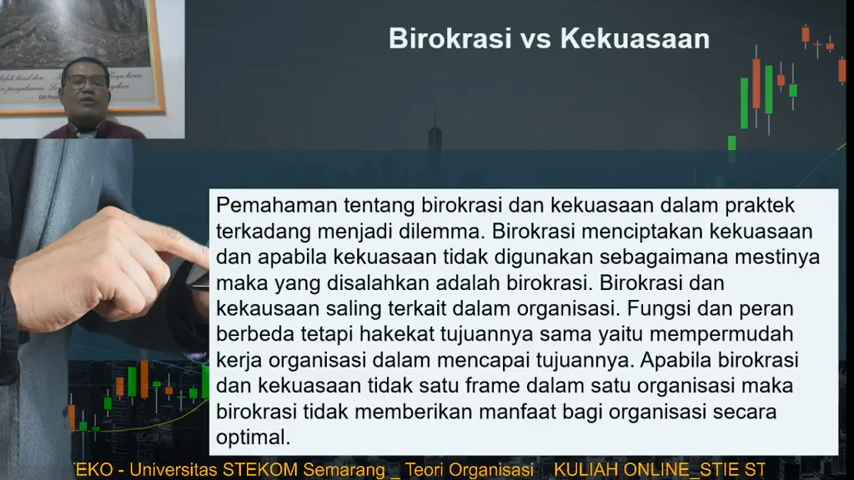 Birokrasi vs Kekuasaan
Pemahaman tentang birokrasi dan kekuasaan dalam praktek
terkadang menjadi dilemma. Birokrasi menciptakan kekuasaan
dan apabila kekuasaan tidak digunakan sebagaimana mestinya
maka yang disalahkan adalah birokrasi. Birokrasi dan
kekausaan saling terkait dalam organisasi. Fungsi dan peran
berbeda tetapi hakekat tujuannya sama yaitu mempermudah
kerja organisasi dalam mencapai tujuannya. Apabila birokrasi
dan kekuasaan tidak satu frame dalam satu organisasi maka
birokrasi tidak memberikan manfaat bagi organisasi secara
optimal.
TEKO - Universitas STEKOM Semarang _ Teori Organisasi KULIAH ONLINE_STIE ST